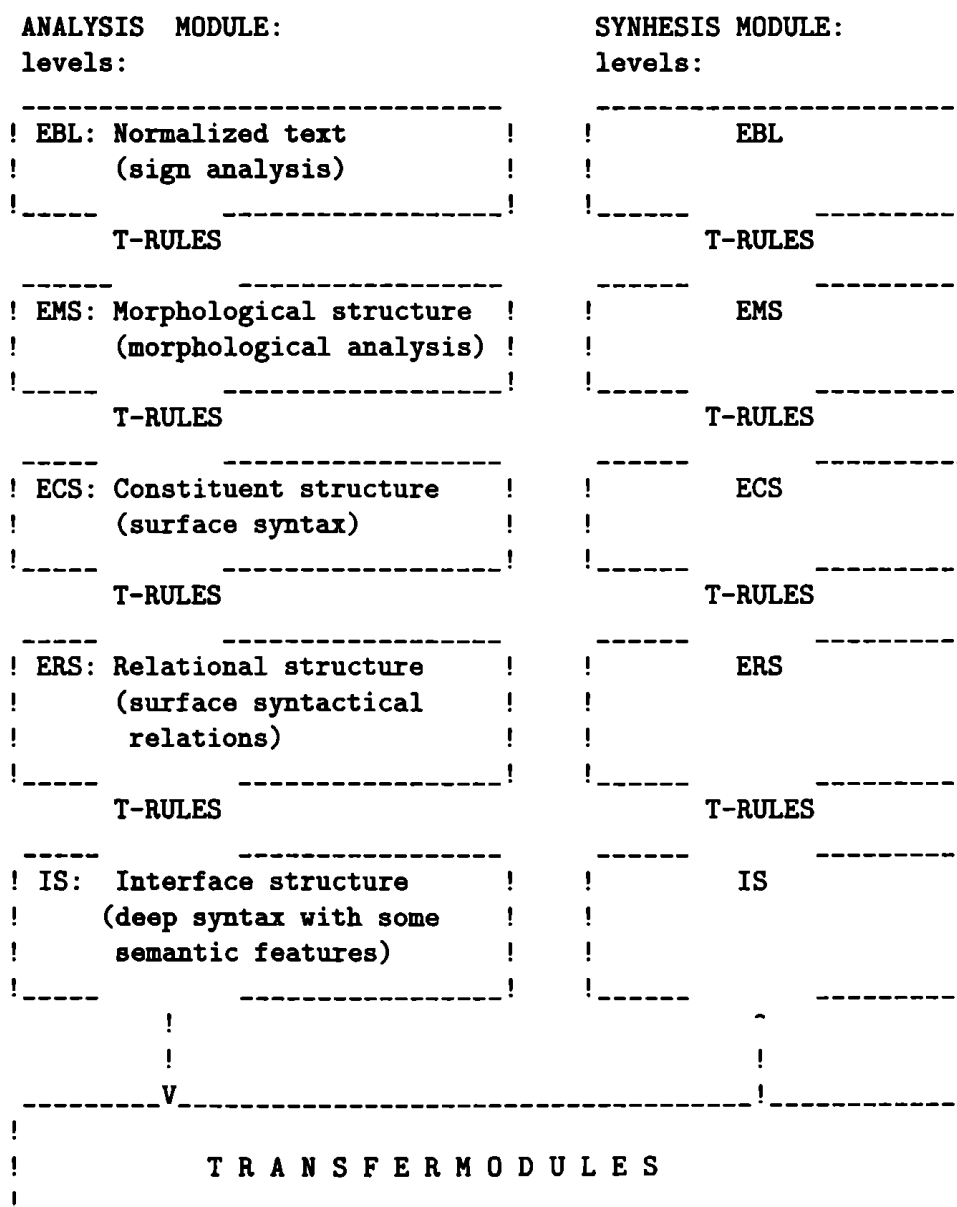 ANALYSIS MODULE: SYNHESIS MODULE:
levels: levels:
EBL: Normalized text EBL
(sign analysis)
T-RULES T-RULES
EMS: Morphological structure EMS
(morphological analysis)
T-RULES T-RULES
ECS: Constituent structure ECS
(surface syntax)
T-RULES T-RULES
ERS: Relational structure ERS
(surface syntactical
relations)
T-RULES T-RULES
IS: Interface structure IS
(deep syntax with some
semantic features)
T R A N S F E R M O D U L E S